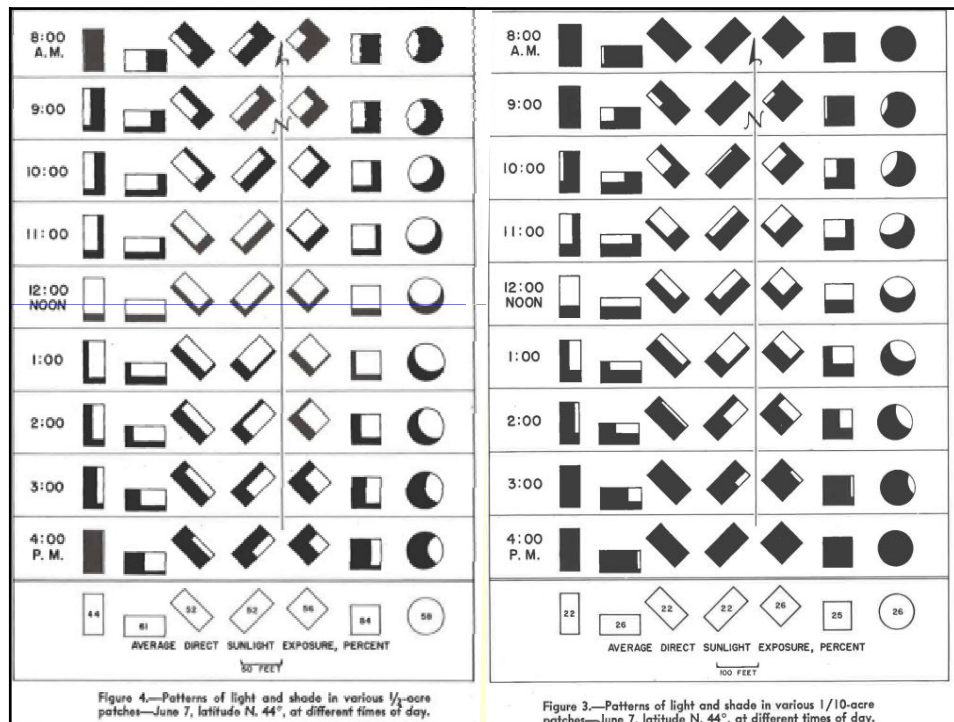 8:00
A.M.
9:00
10:00
11:00
12:00
NOON
1:00
2:00
3:00
4:00
P.M.
44 61 52 52 56 58
AVERAGE DIRECT SUNLIGHT EXPOSURE, PERCENT
FEET
Figure 4.—Patterns of light and shade in various ½-acre
patches—June 7, latitude N. 44°, at different times of day.
N
8:00
A.M.
9:00
10:00
11:00
12:00
NOON
1:00
2:00
3:00
4:00
P.M.
22 26 22 22 26 25 26
AVERAGE DIRECT SUNLIGHT EXPOSURE, PERCENT
100 FEET
Figure 3.—Patterns of light and shade in various 1/10-acre
patches—June 7, latitude N. 44°, at different times of day.
N